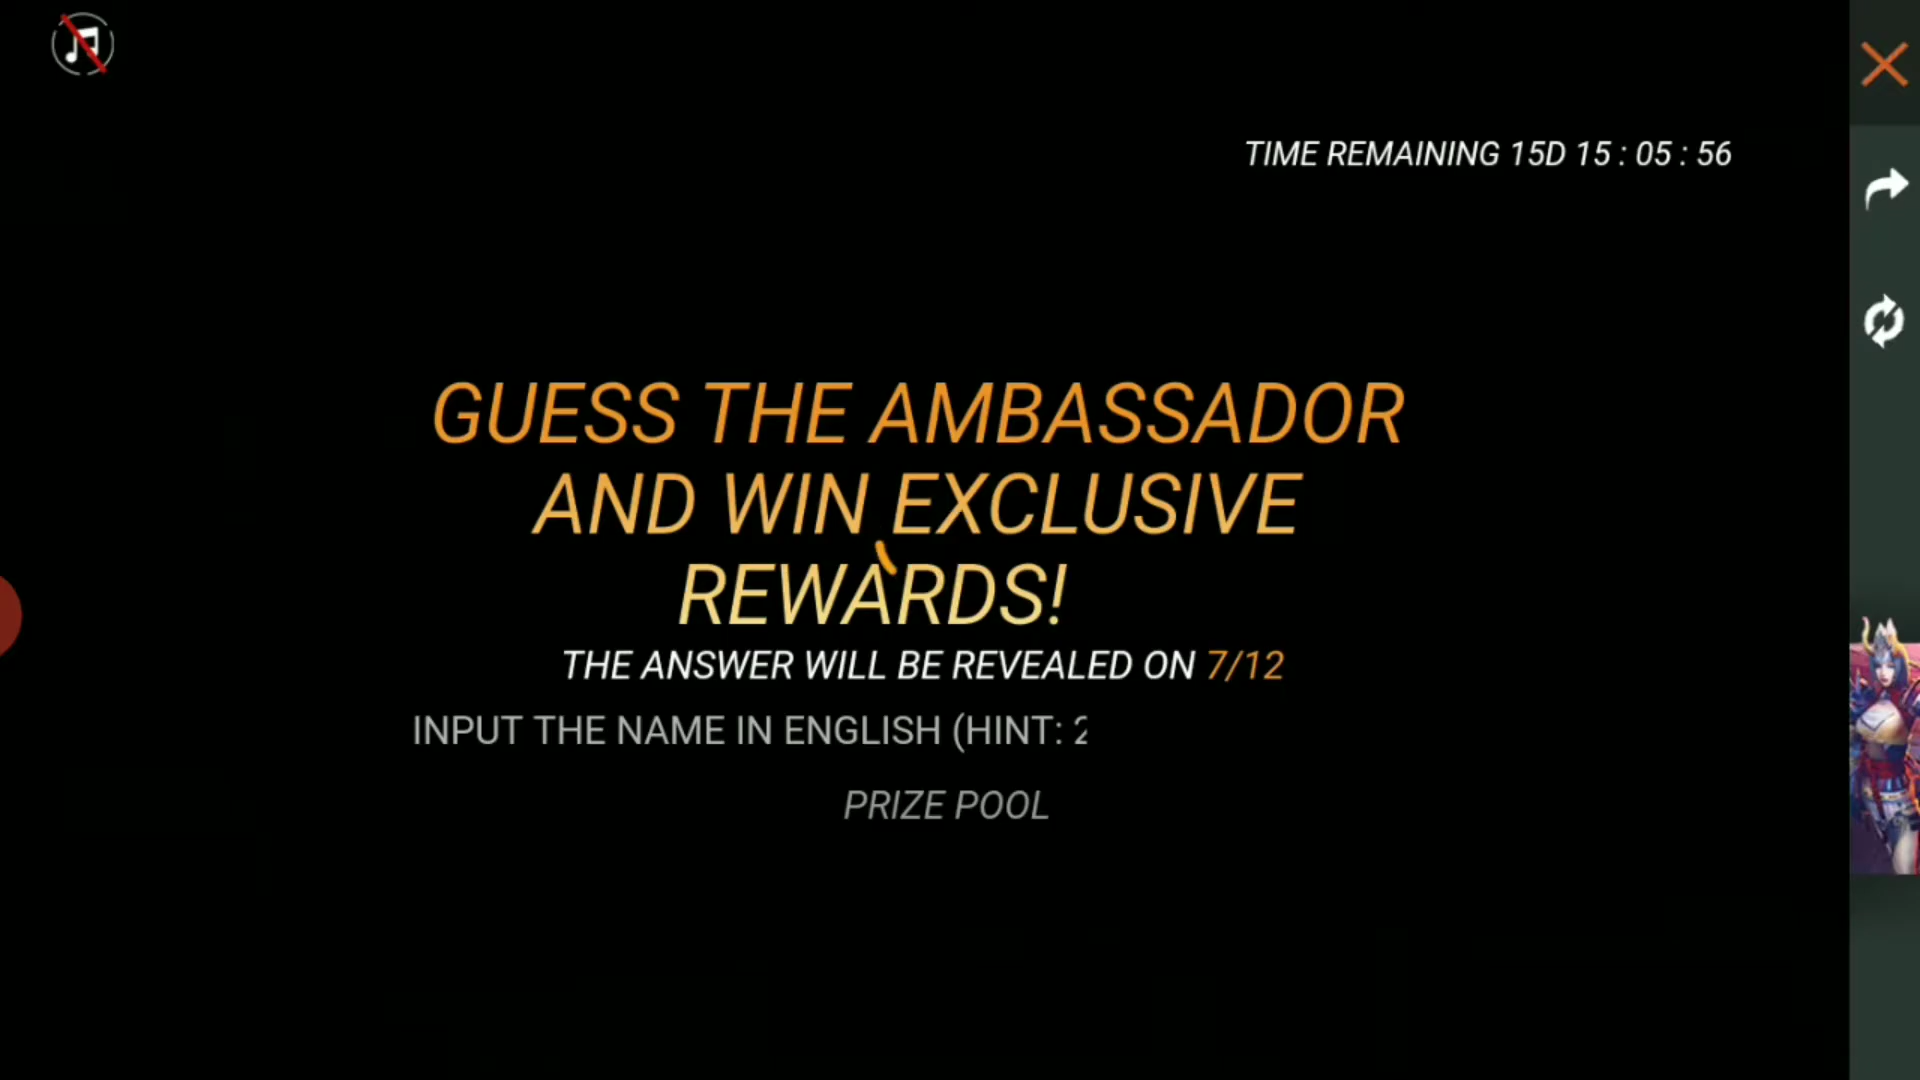 TIME REMAINING 15D 15 : 05 : 56
GUESS THE AMBASSADOR
AND WIN EXCLUSIVE
REWARDS!
THE ANSWER WILL BE REVEALED ON 7/12
INPUT THE NAME IN ENGLISH (HINT: 2
PRIZE POOL